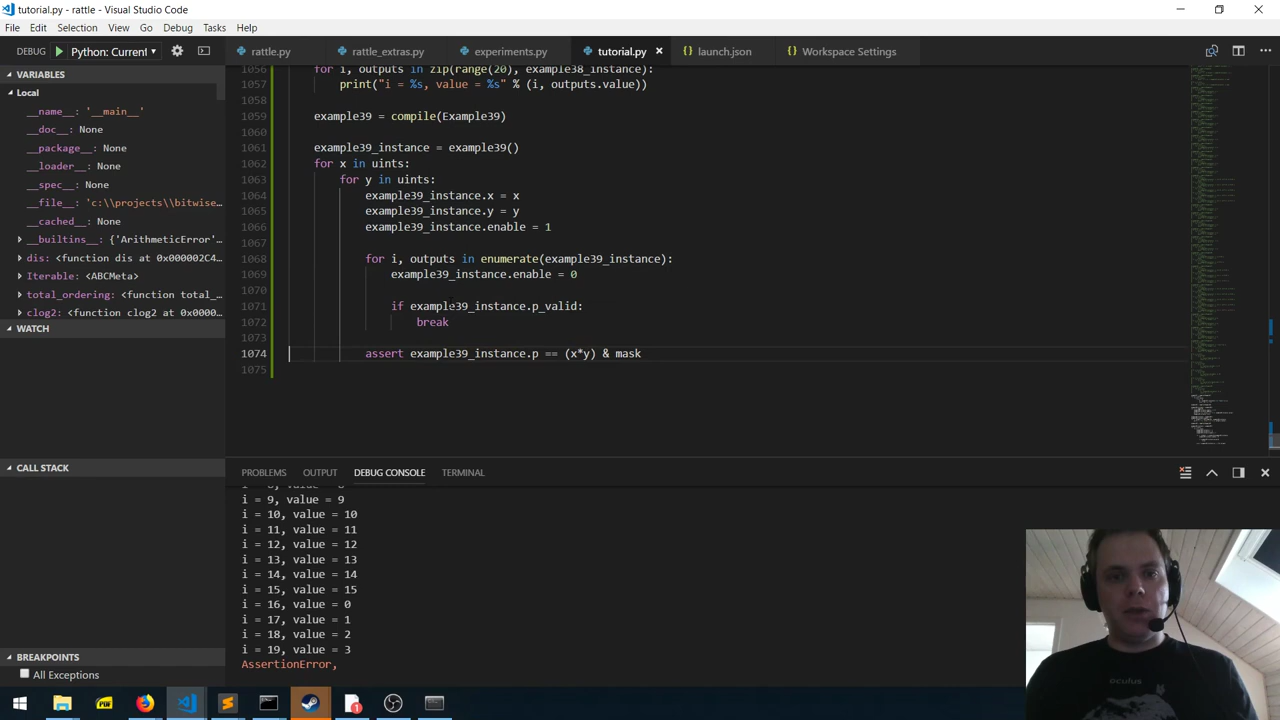 tutorial.py - rattle - Visual Studio Code
File Edit Selection View Go Debug Tasks Help
DEBUG Python: Current
rattle.py rattle_extras.py experiments.py tutorial.py launch.json Workspace Settings
VARIABLES
Local
__name__: '__main__'
__doc__: None
__package__: None
__loader__: None
__spec__: None
__file__: 'c:\\projects\\bitwise…
__cached__: None
__builtins__: {'ArithmeticError'…
dis: <function dis at 0x000002C4…
Iterable: <ABCMeta>
total_ordering: <function total_…
clog2: <function clog2 at 0x0000…
WATCH
CALL STACK
BREAKPOINTS
All Exceptions
1056 for i, outputs in zip(range(20), example38_instance):
1057 print("i = %s, value = %s" % (i, outputs.value))
1058
1059 example39 = compile(Example39)
1060
1061 example39_instance = example39()
1062 for x in uints:
1063 for y in uints:
1064 example39_instance.x = x
1065 example39_instance.y = y
1066 example39_instance.enable = 1
1067
1068 for i, outputs in enumerate(example39_instance):
1069 example39_instance.enable = 0
1070
1071 if example39_instance.p_valid:
1072 break
1073
1074 assert example39_instance.p == (x*y) & mask
1075
PROBLEMS OUTPUT DEBUG CONSOLE TERMINAL
i = 9, value = 9
i = 10, value = 10
i = 11, value = 11
i = 12, value = 12
i = 13, value = 13
i = 14, value = 14
i = 15, value = 15
i = 16, value = 0
i = 17, value = 1
i = 18, value = 2
i = 19, value = 3
AssertionError,
PDF
1
oculus